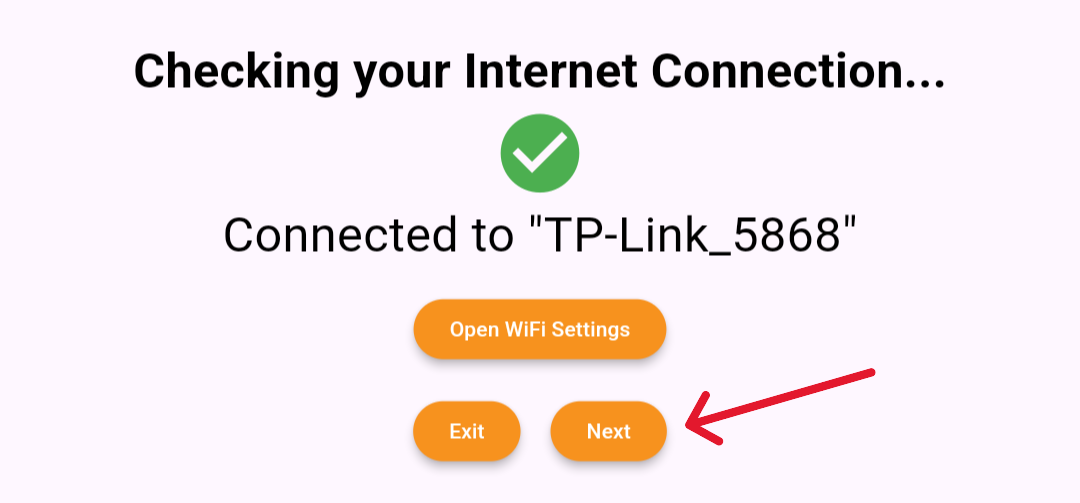 Checking your Internet Connection...
Connected to "TP-Link_5868"
Open WiFi Settings
Exit Next